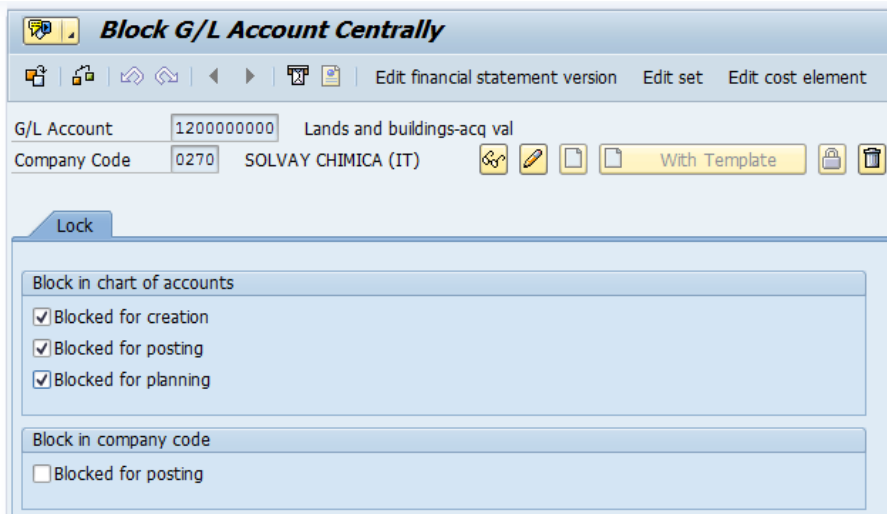 Block G/L Account Centrally
Edit financial statement version Edit set Edit cost element
G/L Account 1200000000 Lands and buildings-acq val
Company Code 0270 SOLVAY CHIMICA (IT) With Template
Lock
Block in chart of accounts
Blocked for creation
Blocked for posting
Blocked for planning
Block in company code
Blocked for posting